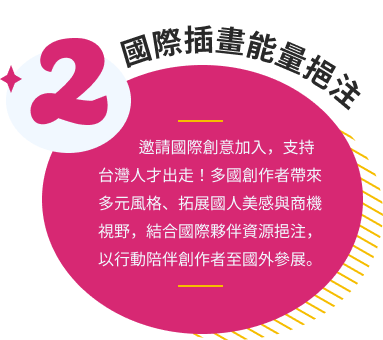 2
國際插畫能量挹注
邀請國際創意加入，支持
台灣人才出走！多國創作者帶來
多元風格、拓展國人美感與商機
視野，結合國際夥伴資源挹注，
以行動陪伴創作者至國外參展。